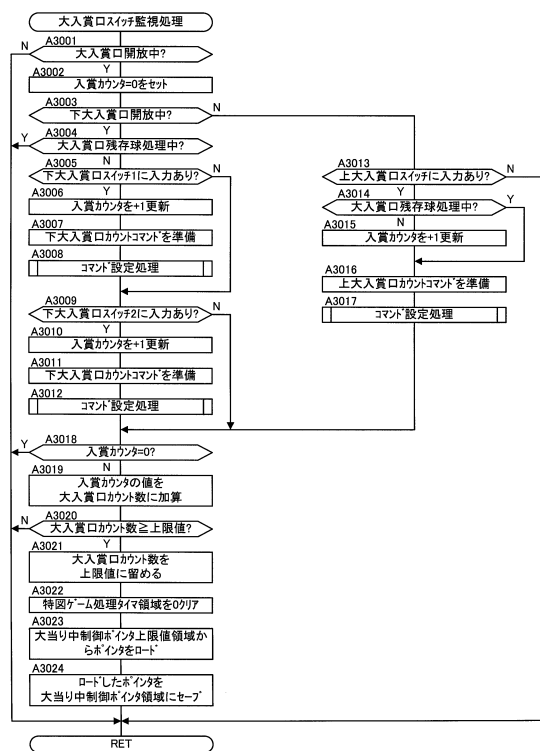 大入賞口スイッチ監視処理
A3001
N
大入賞口開放中?
Y
A3002
入賞カウンタ=0をセット
A3003
下大入賞口開放中?
N
Y
A3004
Y
大入賞口残存球処理中?
N
A3005
下大入賞口スイッチ1に入力あり?
N
Y
A3006
入賞カウンタを+1更新
A3007
下大入賞口カウントコマンドを準備
A3008
コマンド設定処理
A3009
下大入賞口スイッチ2に入力あり?
N
Y
A3010
入賞カウンタを+1更新
A3011
下大入賞口カウントコマンドを準備
A3012
コマンド設定処理
A3013
上大入賞口スイッチに入力あり?
N
Y
A3014
大入賞口残存球処理中?
Y
N
A3015
入賞カウンタを+1更新
A3016
上大入賞口カウントコマンドを準備
A3017
コマンド設定処理
A3018
Y
入賞カウンタ=0?
N
A3019
入賞カウンタの値を
大入賞口カウント数に加算
A3020
N
大入賞口カウント数≧上限値?
Y
A3021
大入賞口カウント数を
上限値に留める
A3022
特図ゲーム処理タイマ領域を0クリア
A3023
大当り中制御ポインタ上限値領域か
らポインタをロード
A3024
ロードしたポインタを
大当り中制御ポインタ領域にセーブ
RET